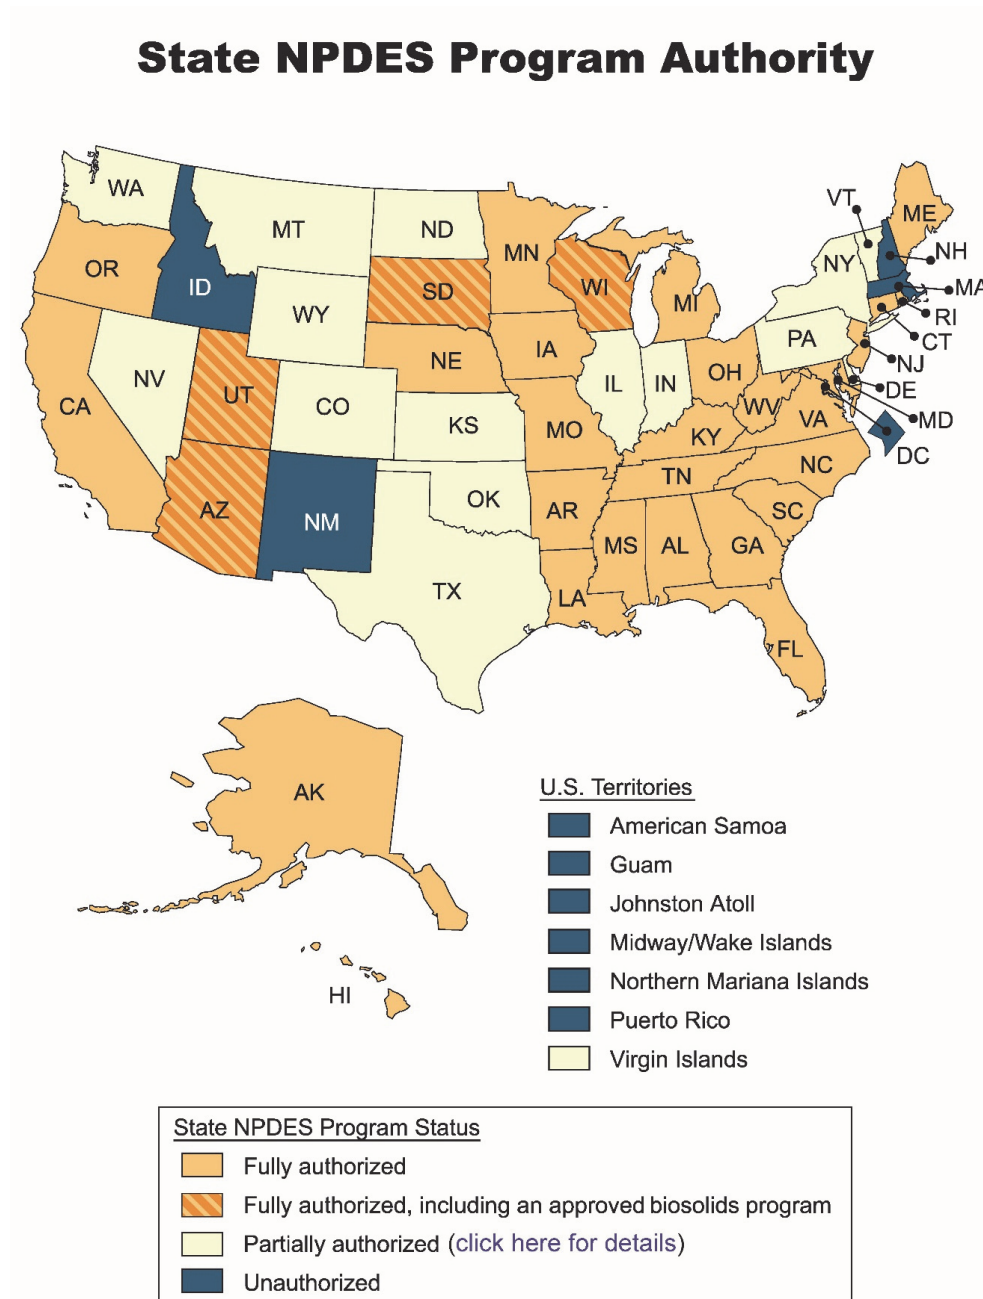 State NPDES Program Authority
WA
MT
ND
MN
VT
ME
NH
OR
ID
SD
WI
MI
NY
MA
WY
RI
CT
NE
IA
PA
NJ
NV
UT
CO
IL
IN
OH
DE
CA
KS
MO
WV
VA
MD
KY
DC
NC
TN
AZ
NM
OK
AR
SC
MS
AL
GA
TX
LA
FL
AK
HI
U.S. Territories
American Samoa
Guam
Johnston Atoll
Midway/Wake Islands
Northern Mariana Islands
Puerto Rico
Virgin Islands
State NPDES Program Status
Fully authorized
Fully authorized, including an approved biosolids program
Partially authorized (click here for details)
Unauthorized